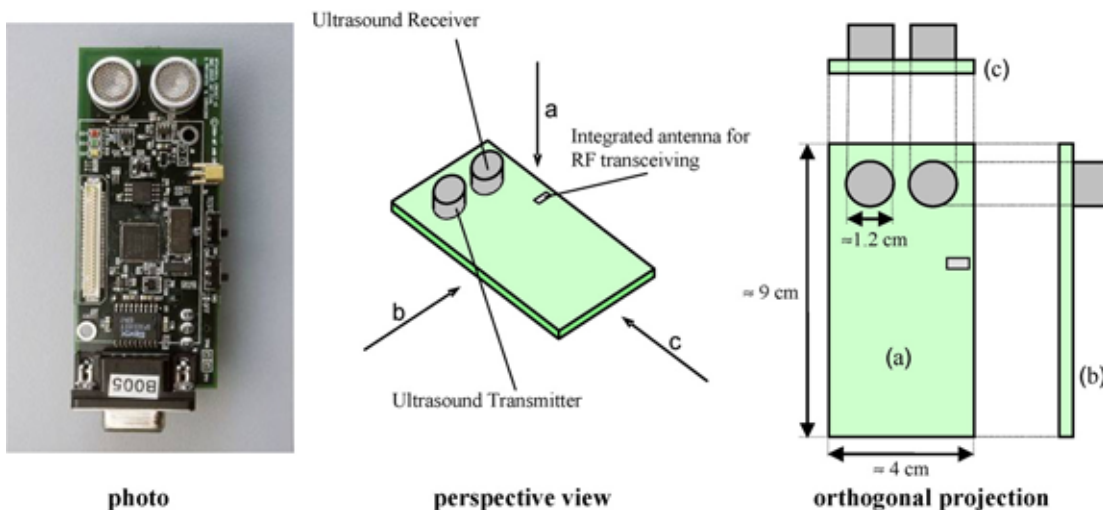 Ultrasound Receiver
a
Integrated antenna for
RF transceiving
b
c
Ultrasound Transmitter
(c)
≈1.2 cm
≈ 9 cm
(a)
(b)
≈ 4 cm
B005
photo
perspective view
orthogonal projection